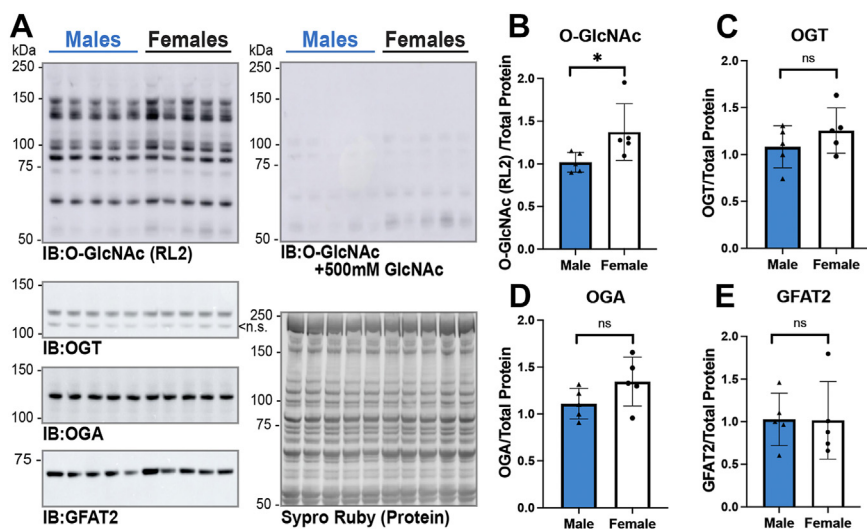 A
Males Females
kDa
250
150
100
75
50
IB:O-GlcNAc (RL2)
kDa
Males Females
250
150
100
75
50
IB:O-GlcNAc
+500mM GlcNAc
150
100
<n.s.
IB:OGT
150
100
IB:OGA
75
IB:GFAT2
250
150
100
75
50
Sypro Ruby (Protein)
B
O-GlcNAc
*
O-GlcNAc (RL2) /Total Protein
2.5
2.0
1.5
1.0
0.5
0.0
Male Female
C
OGT
ns
OGT/Total Protein
2.0
1.5
1.0
0.5
0.0
Male Female
D
OGA
ns
OGA/Total Protein
2.0
1.5
1.0
0.5
0.0
Male Female
E
GFAT2
ns
GFAT2/Total Protein
2.0
1.5
1.0
0.5
0.0
Male Female